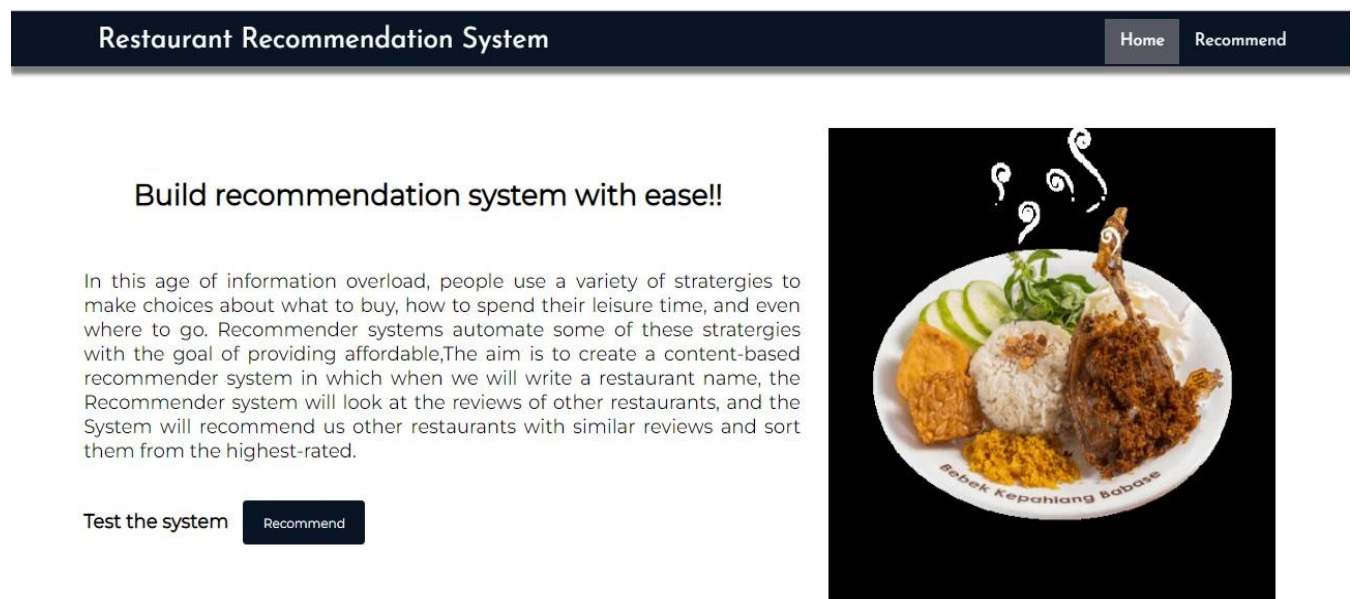 Restaurant Recommendation System
Home
Recommend
Build recommendation system with ease!!
In this age of information overload, people use a variety of stratergies to
make choices about what to buy, how to spend their leisure time, and even
where to go. Recommender systems automate some of these stratergies
with the goal of providing affordable,The aim is to create a content-based
recommender system in which when we will write a restaurant name, the
Recommender system will look at the reviews of other restaurants, and the
System will recommend us other restaurants with similar reviews and sort
them from the highest-rated.
Test the system
Recommend
Bebek Kepahiang Babase